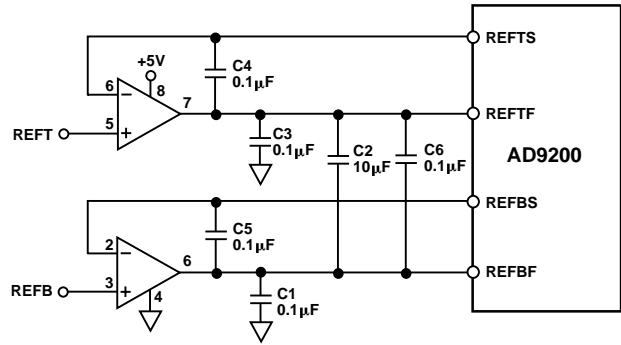 REFTS
+5V
C4
0.1µF
6
−
8
7
REFTF
REFT
5
+
C3
0.1µF
C2
10µF
C6
0.1µF
AD9200
REFBS
C5
0.1µF
2
−
6
REFBF
REFB
3
+
4
C1
0.1µF